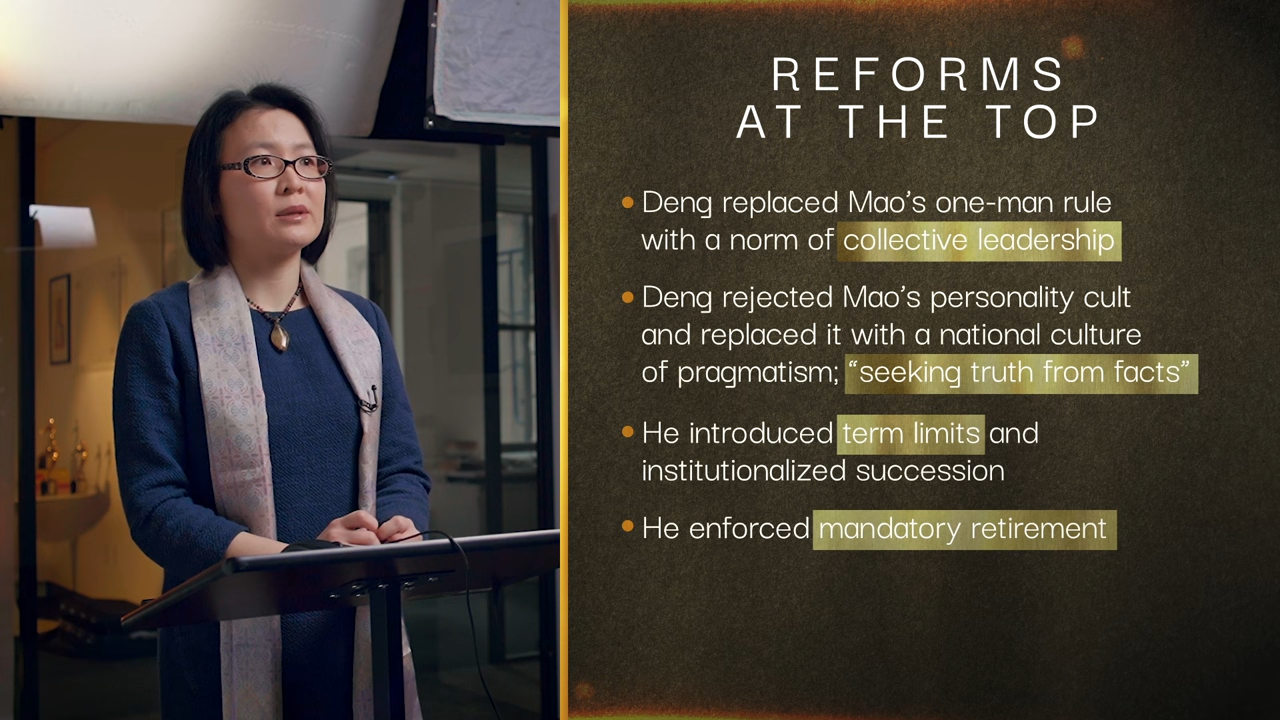 REFORMS
AT THE TOP
• Deng replaced Mao’s one-man rule
with a norm of collective leadership
• Deng rejected Mao’s personality cult
and replaced it with a national culture
of pragmatism; “seeking truth from facts”
• He introduced term limits and
institutionalized succession
• He enforced mandatory retirement